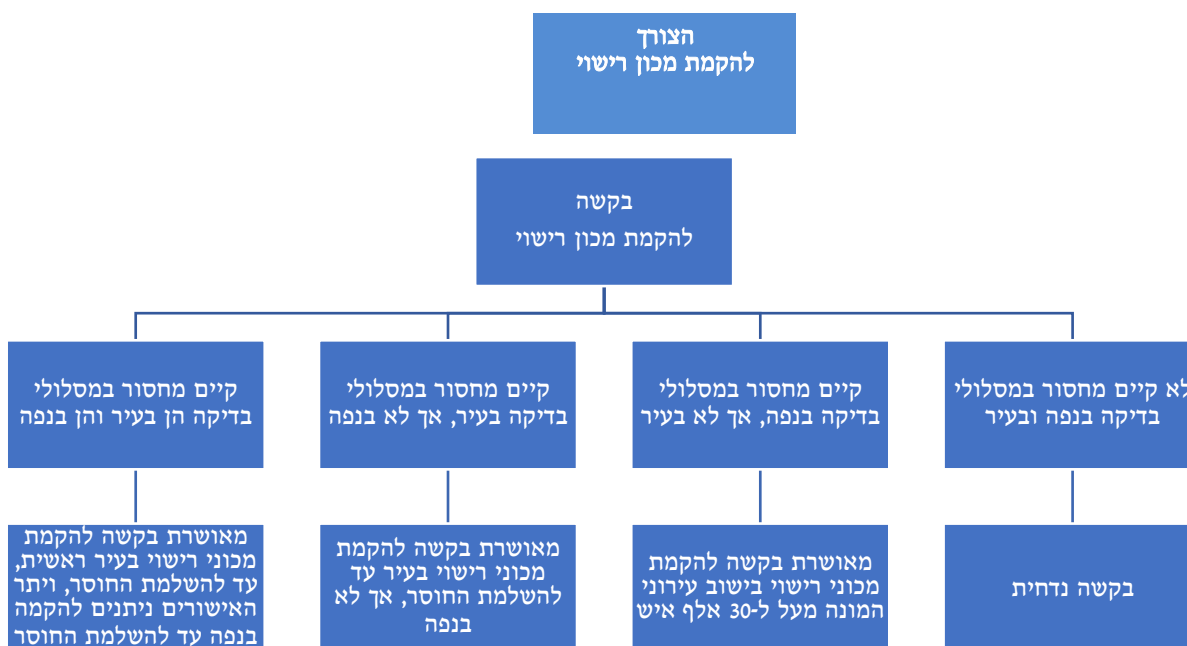 הצורך
להקמת מכון רישוי
בקשה
להקמת מכון רישוי
לא קיים מחסור במסלולי
בדיקה בנפה ובעיר
קיים מחסור במסלולי
בדיקה בנפה, אך לא בעיר
קיים מחסור במסלולי
בדיקה בעיר, אך לא בנפה
קיים מחסור במסלולי
בדיקה הן בעיר והן בנפה
בקשה נדחית
מאושרת בקשה להקמת
מכוני רישוי בישוב עירוני
המונה מעל ל-30 אלף איש
מאושרת בקשה להקמת
מכוני רישוי בעיר עד
להשלמת החוסר, אך לא
בנפה
מאושרת בקשה להקמת
מכוני רישוי בעיר ראשית,
עד להשלמת החוסר, ויתר
האישורים ניתנים להקמה
בנפה עד להשלמת החוסר